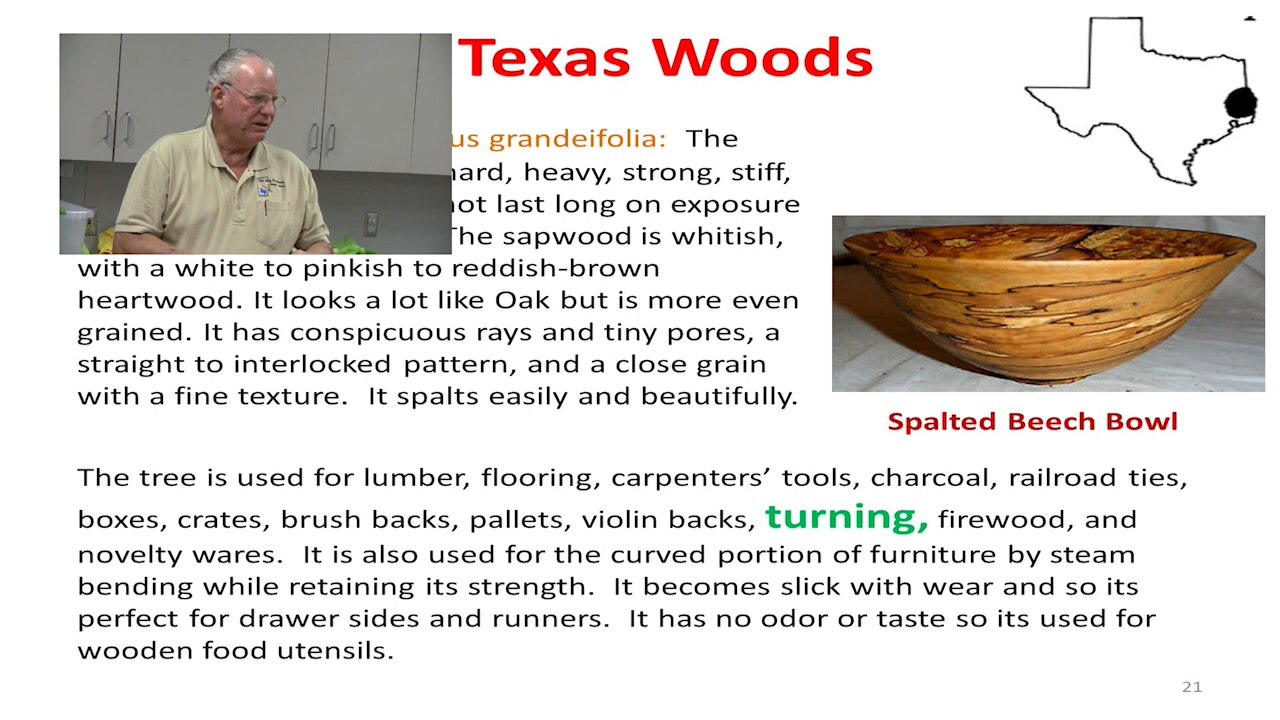 Texas Woods
us grandeifolia: The
hard, heavy, strong, stiff,
not last long on exposure
The sapwood is whitish,
with a white to pinkish to reddish-brown
heartwood. It looks a lot like Oak but is more even
grained. It has conspicuous rays and tiny pores, a
straight to interlocked pattern, and a close grain
with a fine texture. It spalts easily and beautifully.
Spalted Beech Bowl
The tree is used for lumber, flooring, carpenters’ tools, charcoal, railroad ties,
boxes, crates, brush backs, pallets, violin backs, turning, firewood, and
novelty wares. It is also used for the curved portion of furniture by steam
bending while retaining its strength. It becomes slick with wear and so its
perfect for drawer sides and runners. It has no odor or taste so its used for
wooden food utensils.
21